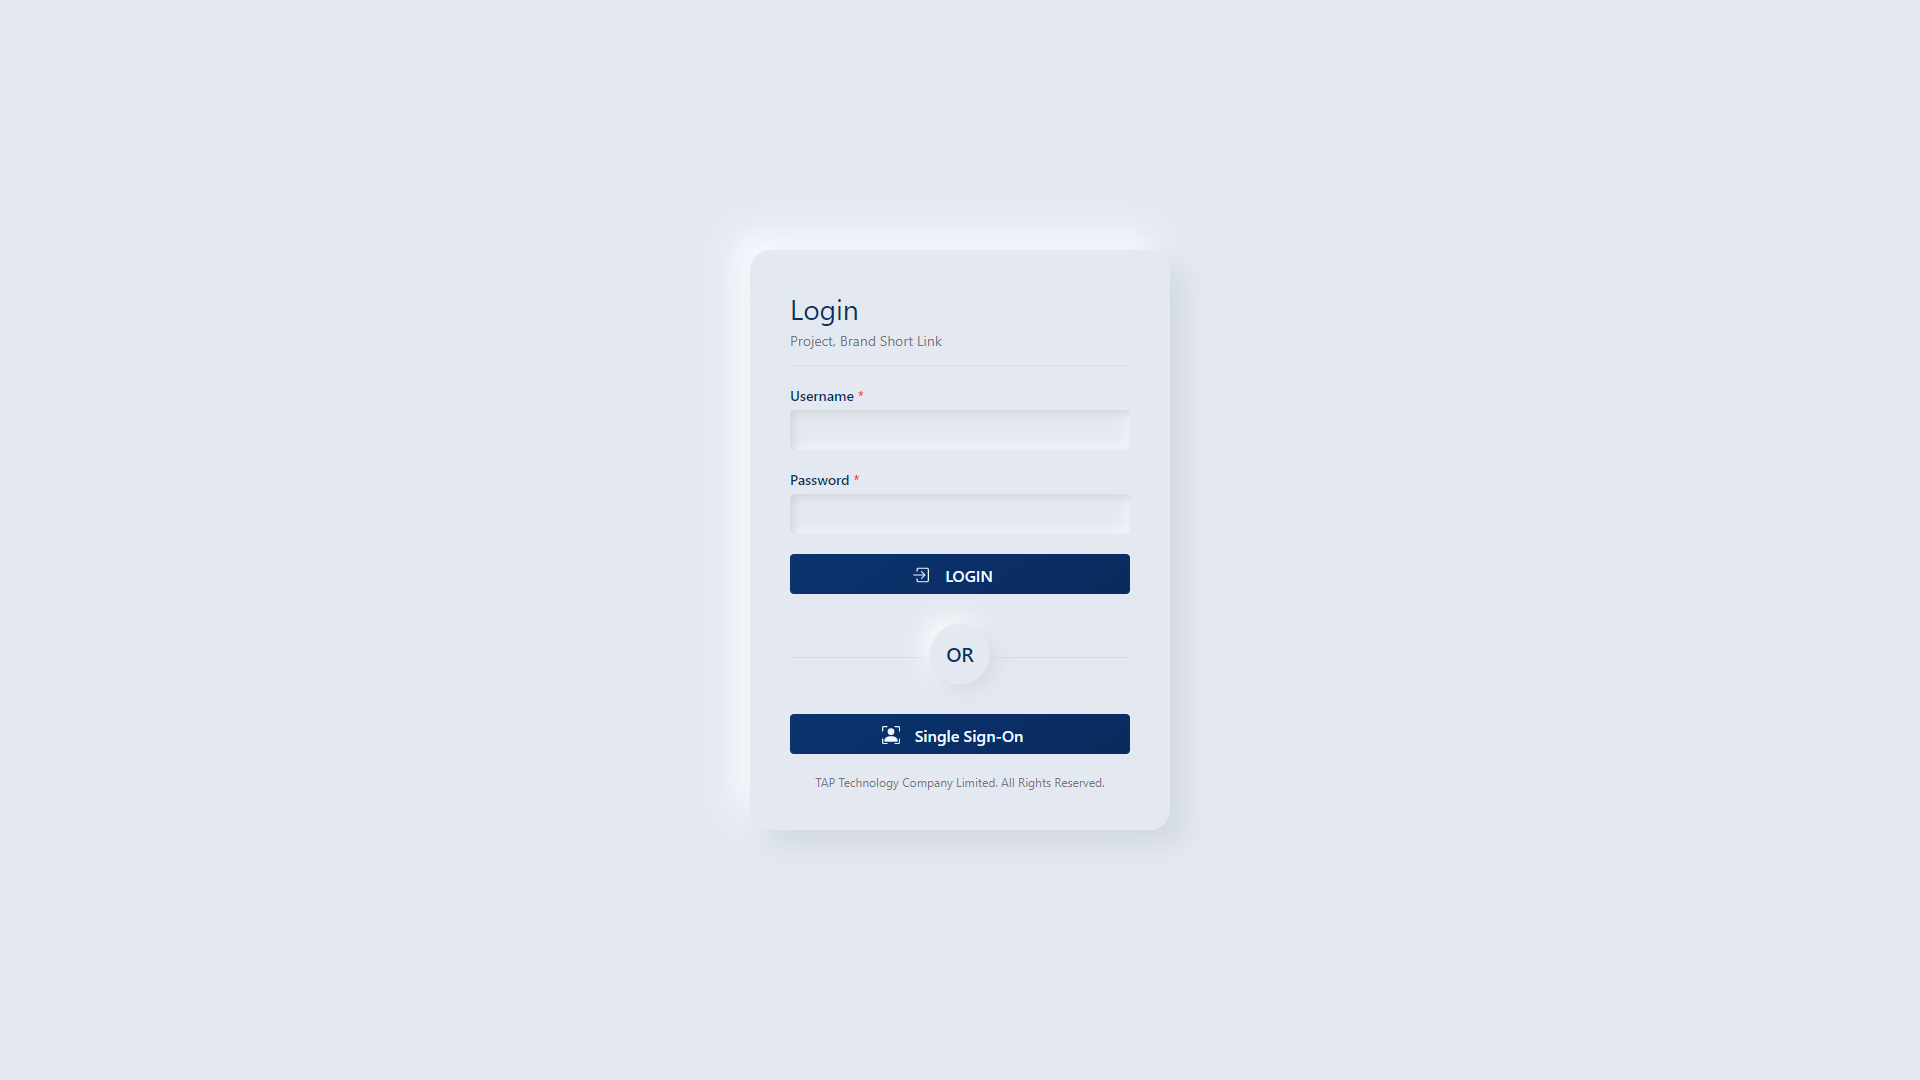 Login
Project, Brand Short Link
Username *
Password *
LOGIN
OR
Single Sign-On
TAP Technology Company Limited. All Rights Reserved.